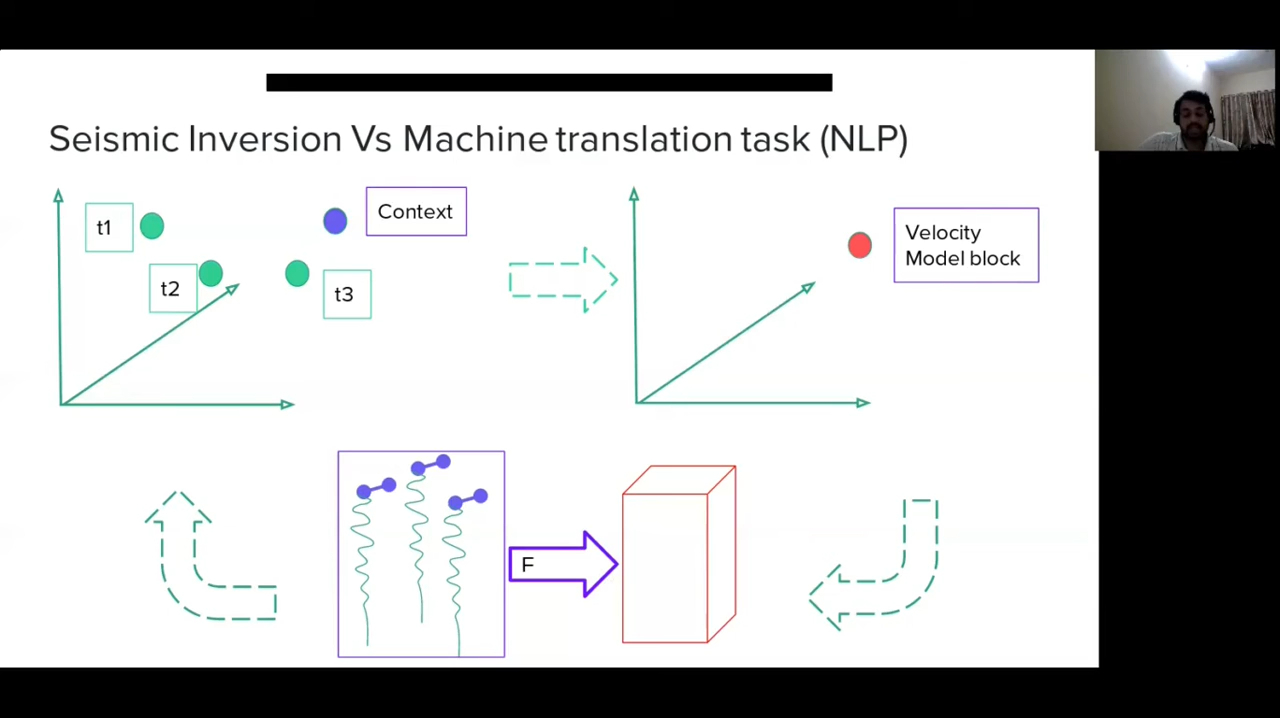 Seismic Inversion Vs Machine translation task (NLP)
t1
Context
t2
t3
Velocity
Model block
F